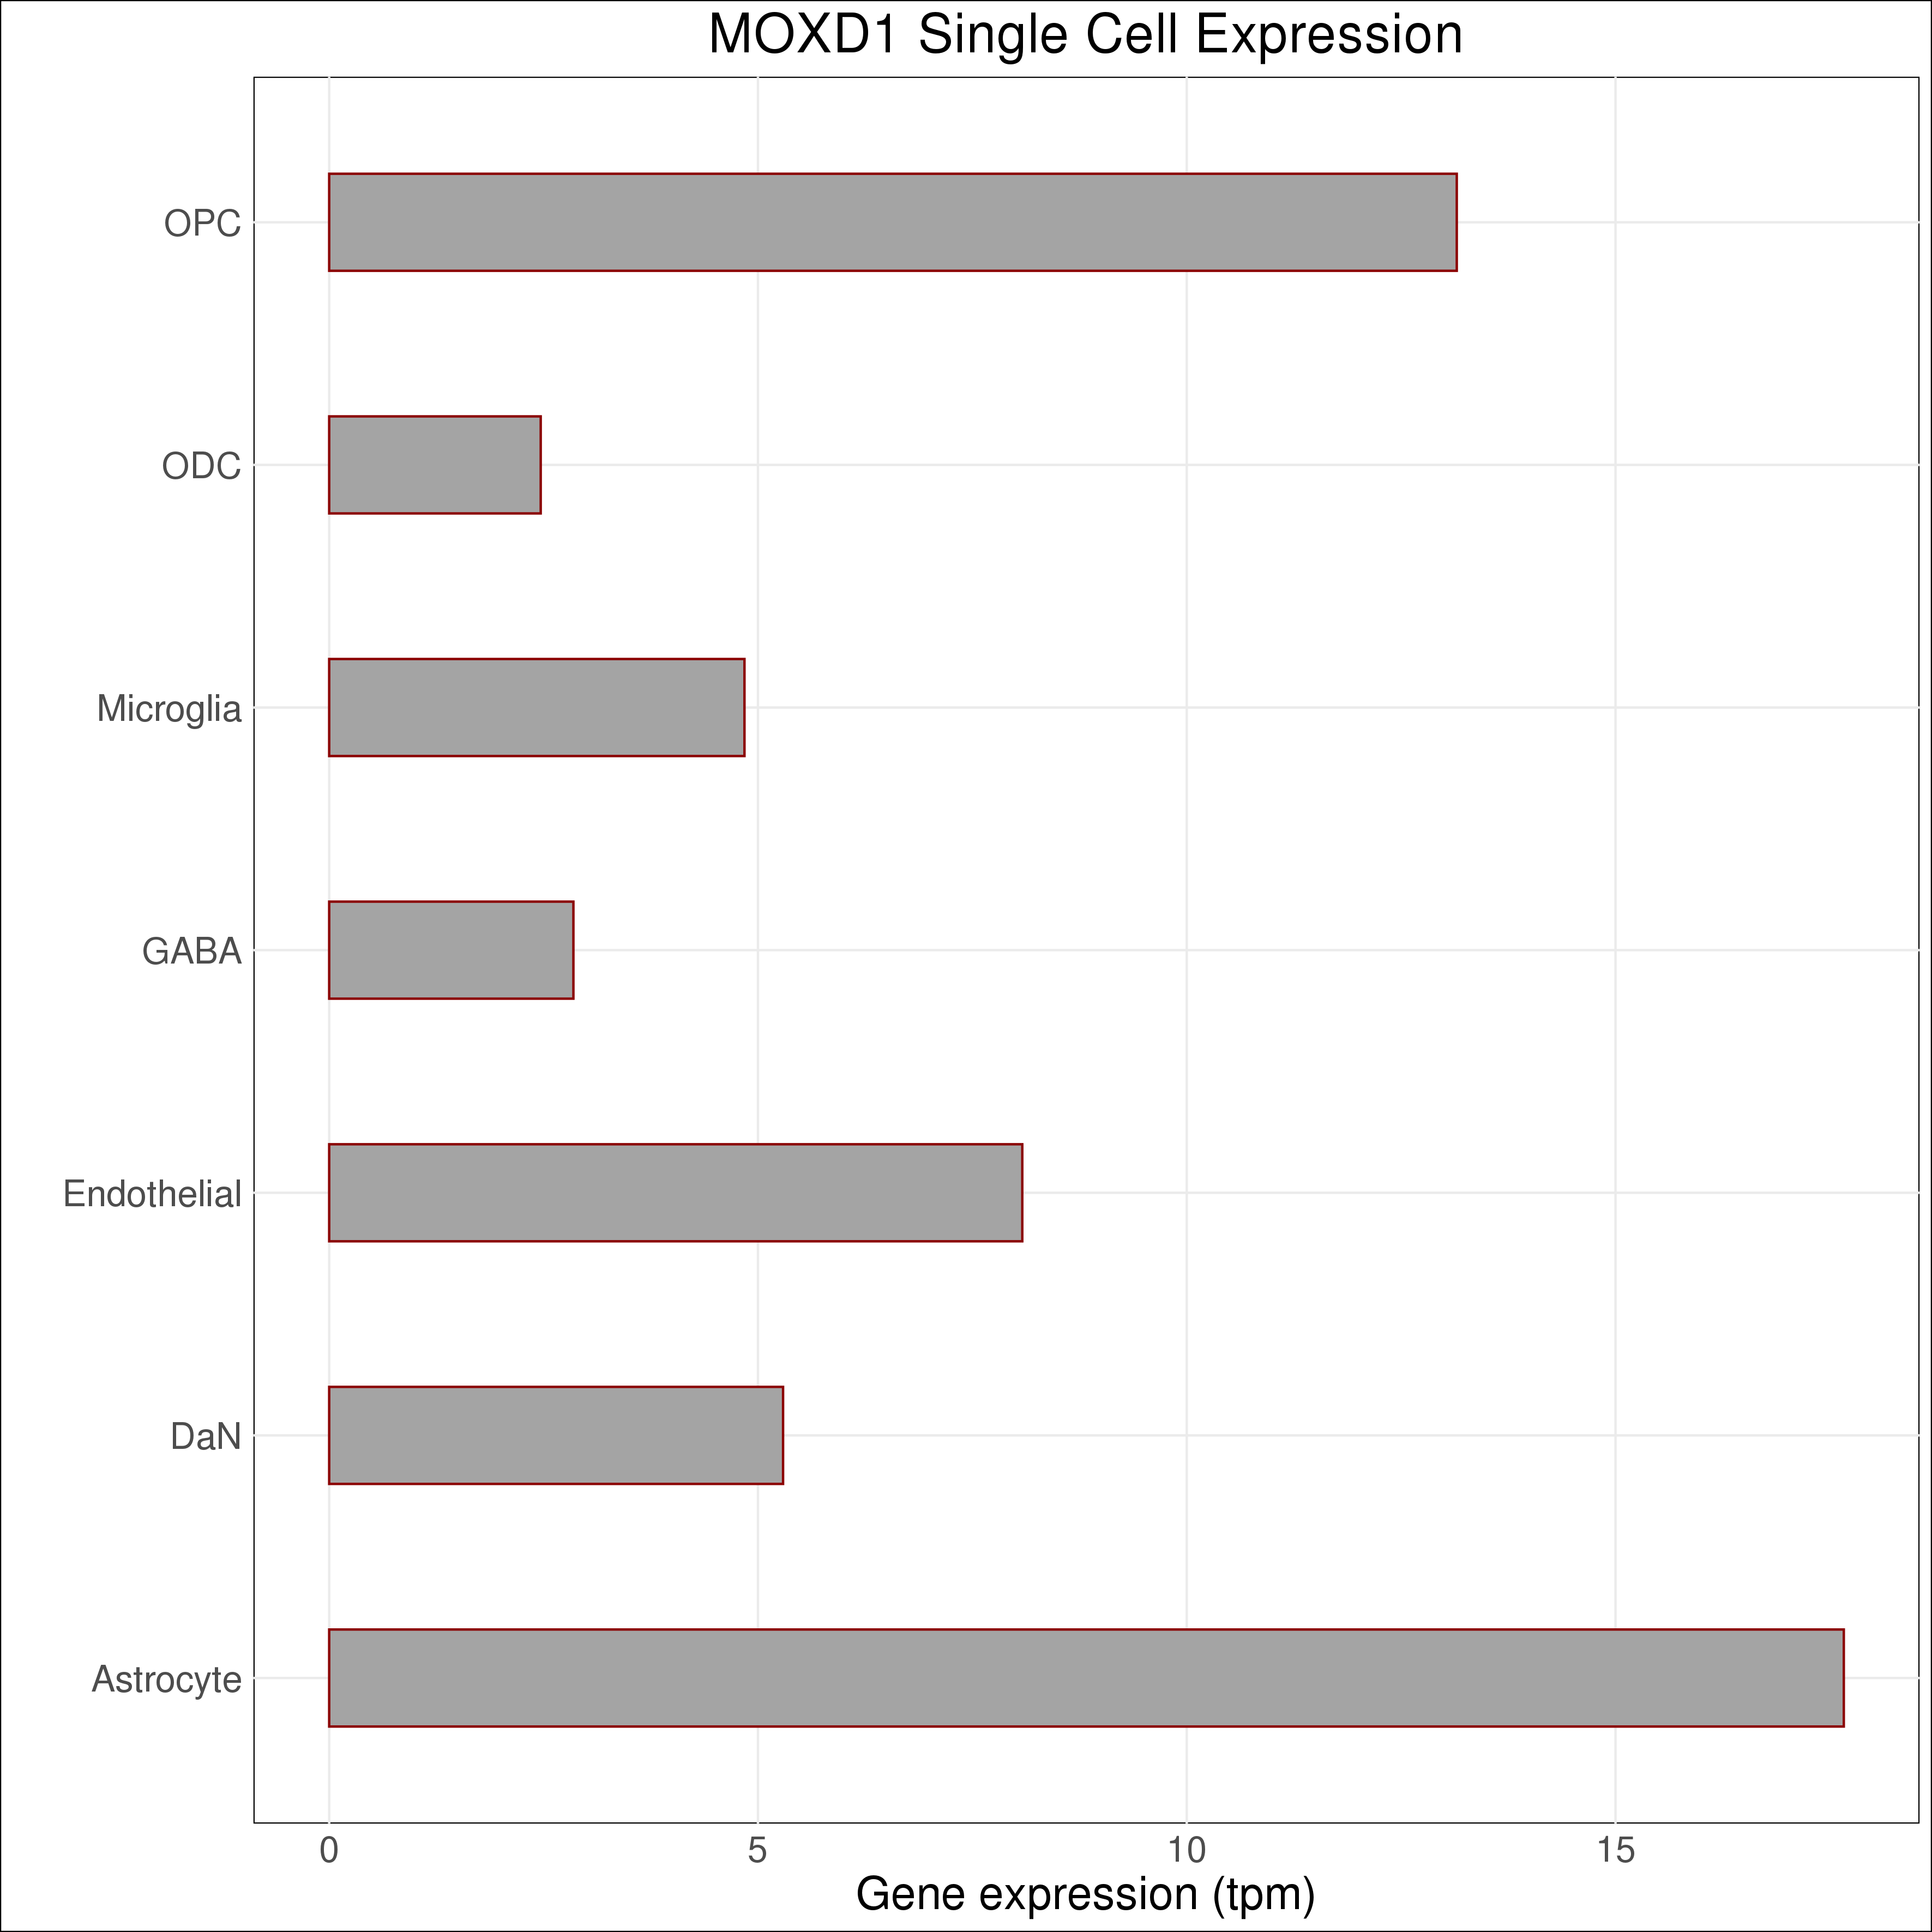 MOXD1 Single Cell Expression
OPC
ODC
Microglia
GABA
Endothelial
DaN
Astrocyte
0 5 10 15
Gene expression (tpm)